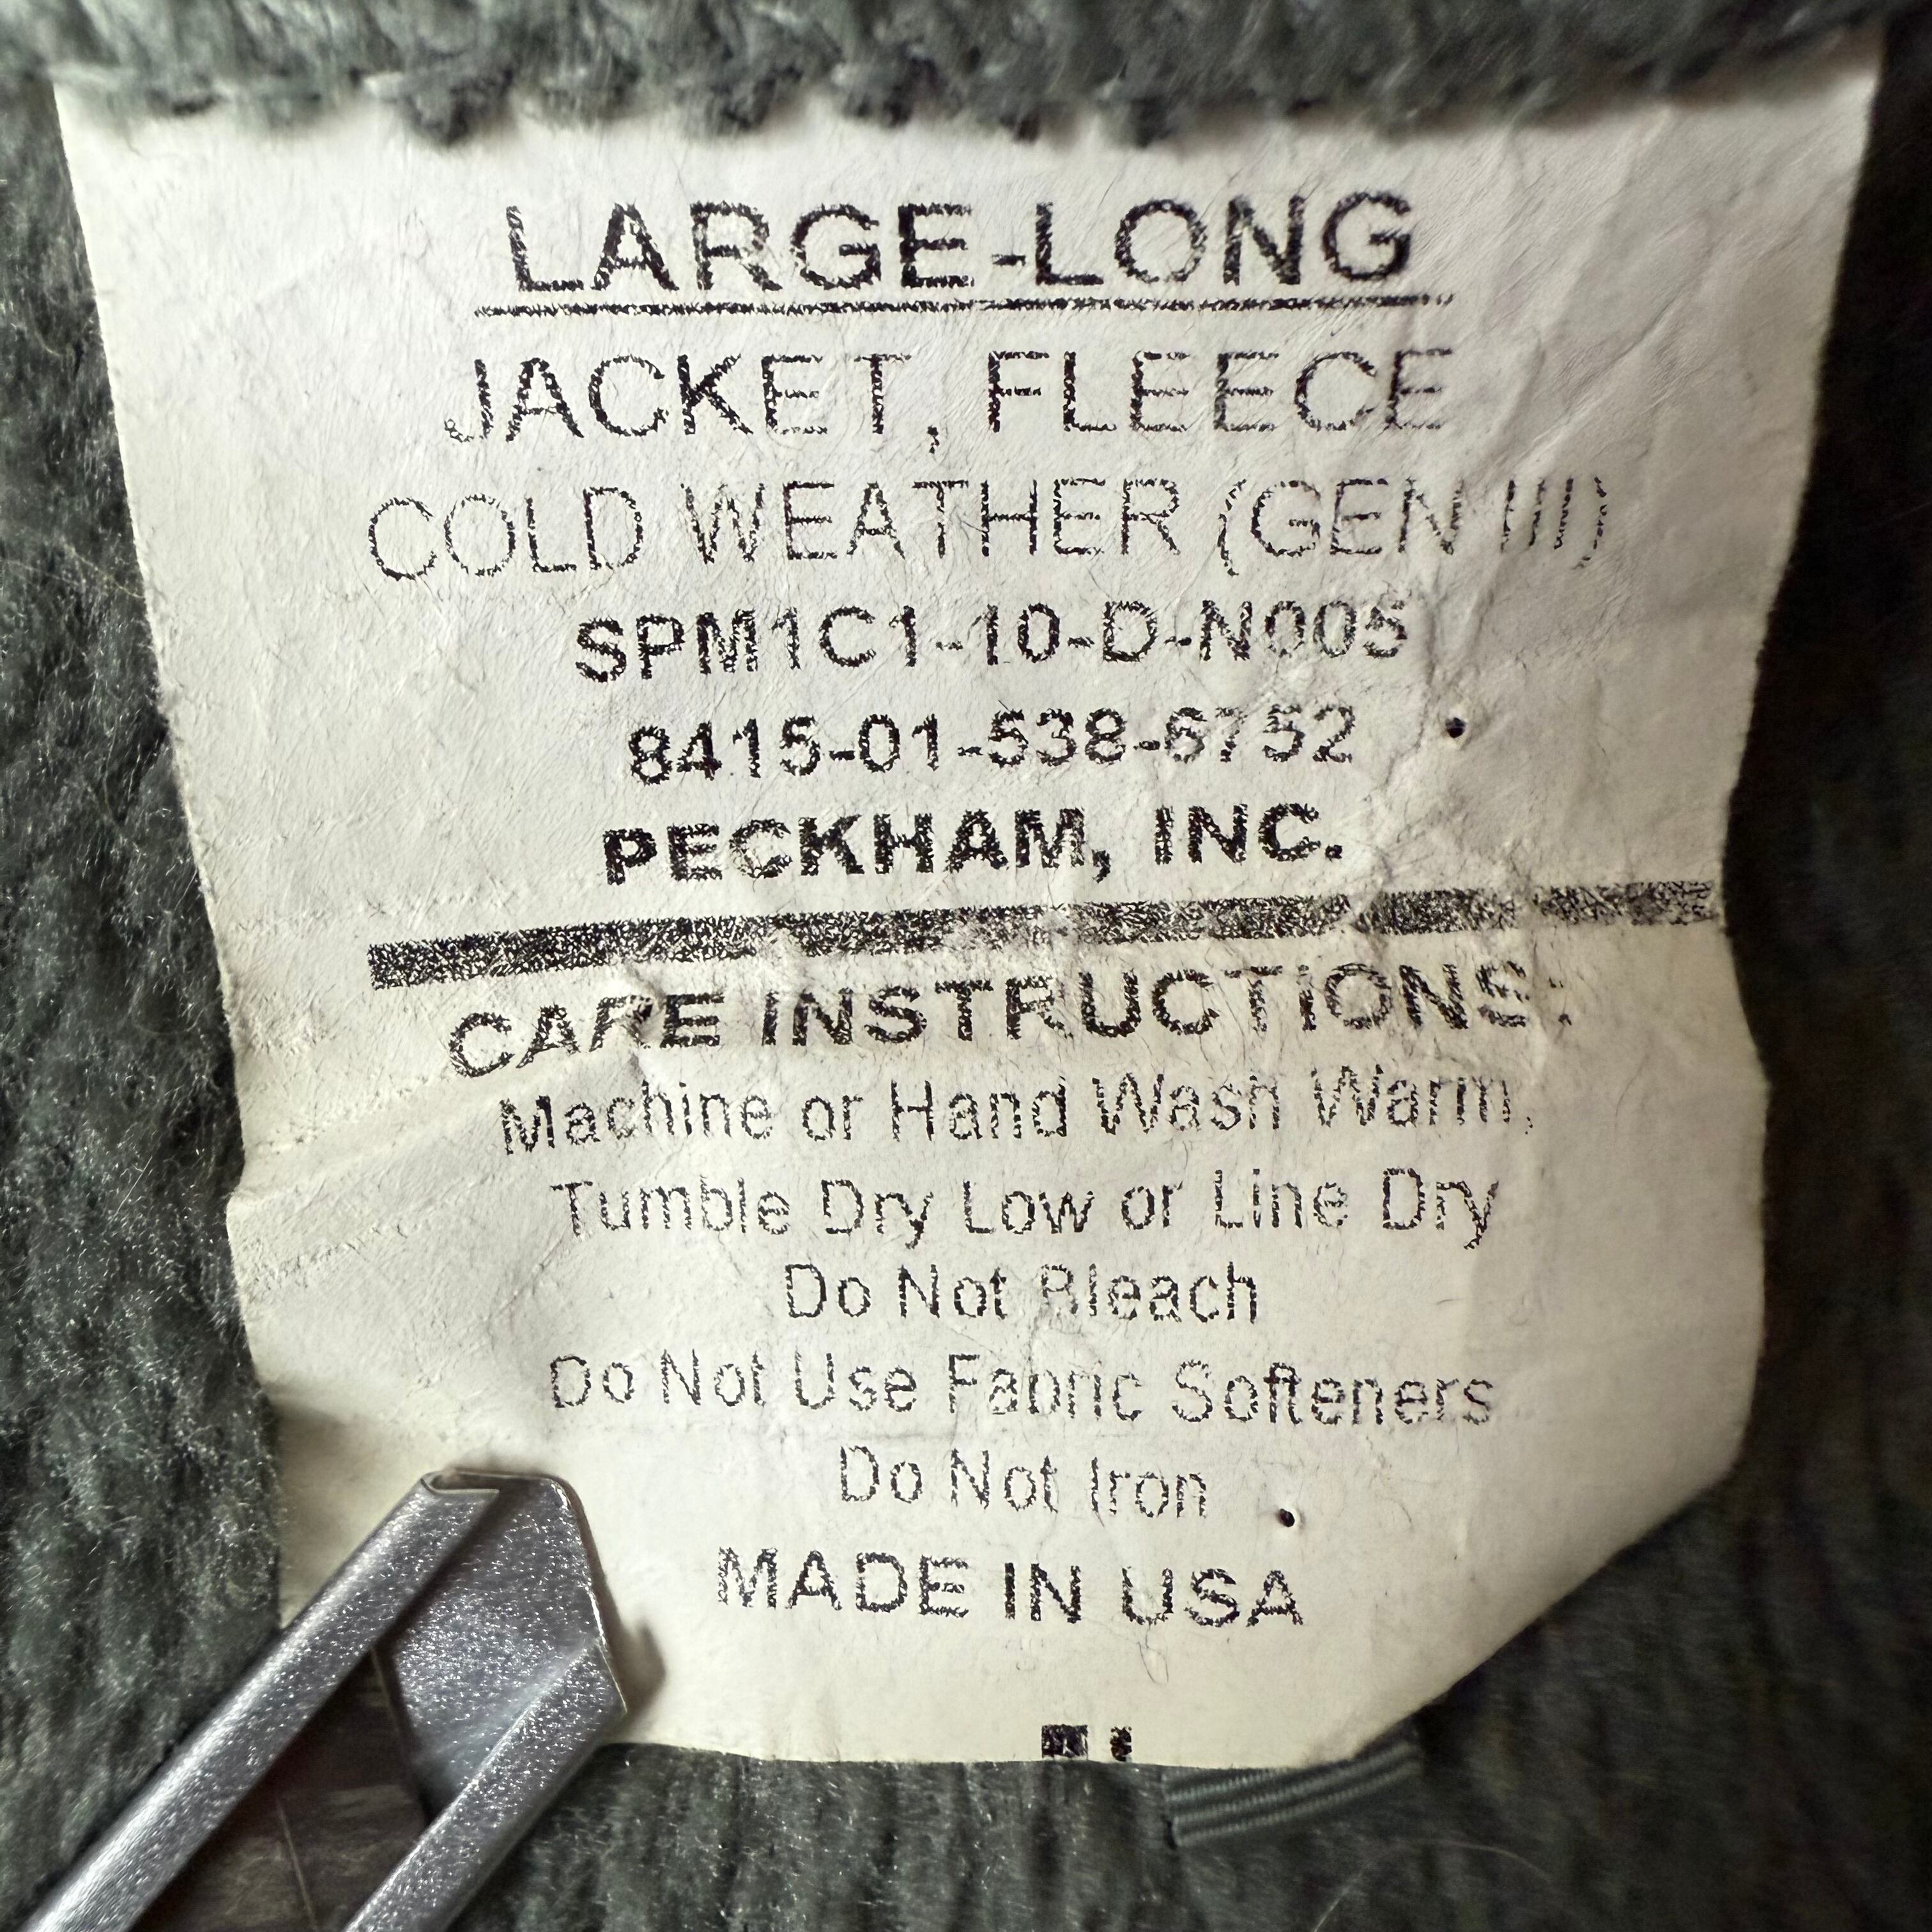 LARGE-LONG
JACKET, FLEECE
COLD WEATHER (GEN III)
SPM1C1-10-D-N005
8415-01-538-6752
PECKHAM, INC.
CARE INSTRUCTIONS:
Machine or Hand Wash Warm,
Tumble Dry Low or Line Dry
Do Not Bleach
Do Not Use Fabric Softeners
Do Not Iron
MADE IN USA